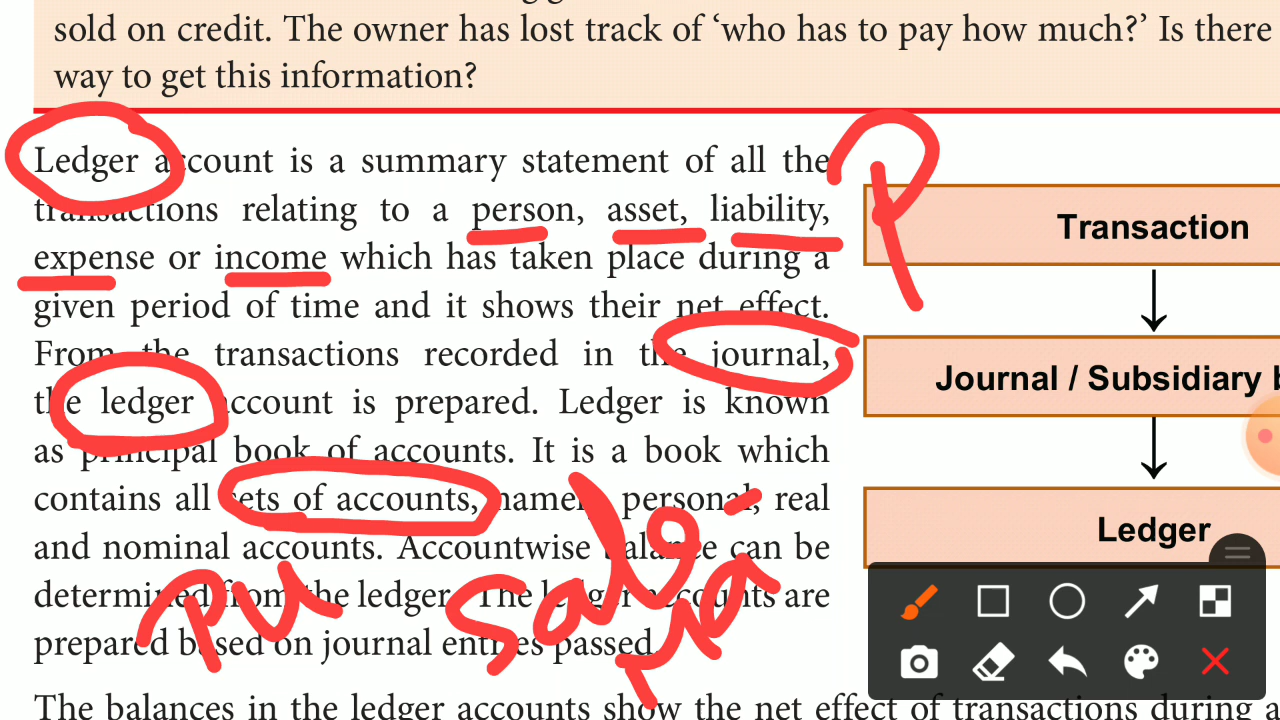 sold on credit. The owner has lost track of ‘who has to pay how much?’ Is there
way to get this information?
Ledger account is a summary statement of all the
transactions relating to a person, asset, liability,
expense or income which has taken place during a
given period of time and it shows their net effect.
From the transactions recorded in the journal,
the ledger account is prepared. Ledger is known
as principal book of accounts. It is a book which
contains all sets of accounts, namely personal, real
and nominal accounts. Accountwise balance can be
determined from the ledger. The ledger accounts are
prepared based on journal entries passed.
The balances in the ledger accounts show the net effect of transactions during a
P
Transaction
Journal / Subsidiary
Ledger
Pu
sales